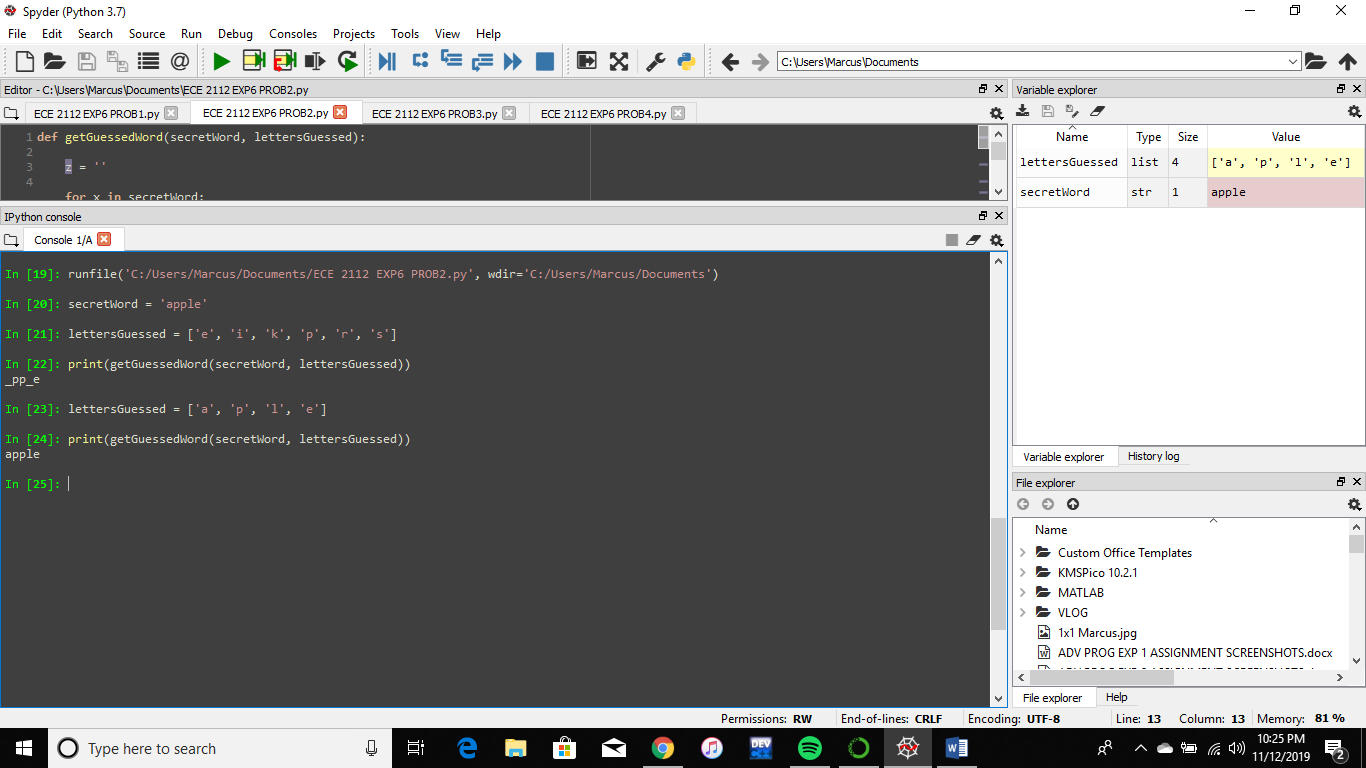 Spyder (Python 3.7)
File Edit Search Source Run Debug Consoles Projects Tools View Help
C:\Users\Marcus\Documents
Editor - C:\Users\Marcus\Documents\ECE 2112 EXP6 PROB2.py
ECE 2112 EXP6 PROB1.py ECE 2112 EXP6 PROB2.py ECE 2112 EXP6 PROB3.py ECE 2112 EXP6 PROB4.py
1 def getGuessedWord(secretWord, lettersGuessed):
2
3 z = ''
4
for x in secretWord:
IPython console
Console 1/A
In [19]: runfile('C:/Users/Marcus/Documents/ECE 2112 EXP6 PROB2.py', wdir='C:/Users/Marcus/Documents')
In [20]: secretWord = 'apple'
In [21]: lettersGuessed = ['e', 'i', 'k', 'p', 'r', 's']
In [22]: print(getGuessedWord(secretWord, lettersGuessed))
_pp_e
In [23]: lettersGuessed = ['a', 'p', 'l', 'e']
In [24]: print(getGuessedWord(secretWord, lettersGuessed))
apple
In [25]:
Variable explorer
Name Type Size Value
lettersGuessed list 4 ['a', 'p', 'l', 'e']
secretWord str 1 apple
Variable explorer History log
File explorer
Name
Custom Office Templates
KMSPico 10.2.1
MATLAB
VLOG
1x1 Marcus.jpg
ADV PROG EXP 1 ASSIGNMENT SCREENSHOTS.docx
File explorer Help
Permissions: RW End-of-lines: CRLF Encoding: UTF-8 Line: 13 Column: 13 Memory: 81 %
Type here to search
DEV
10:25 PM
11/12/2019
2